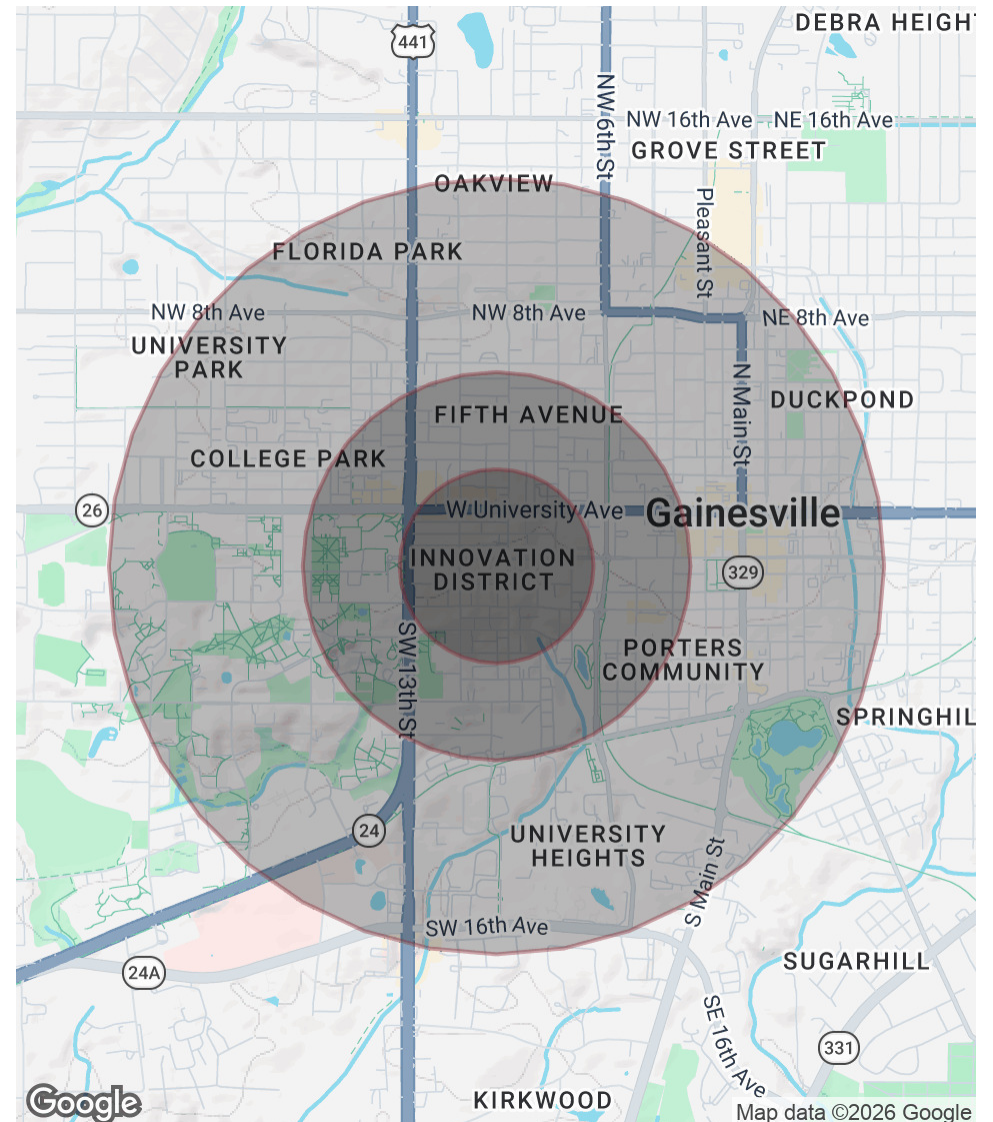 DEBRA HEIGHT
441
NW 6th St
NW 16th Ave
NE 16th Ave
GROVE STREET
OAKVIEW
Pleasant St
FLORIDA PARK
NW 8th Ave
NW 8th Ave
NE 8th Ave
UNIVERSITY
PARK
N Main St
DUCKPOND
FIFTH AVENUE
COLLEGE PARK
26
W University Ave
Gainesville
INNOVATION
DISTRICT
329
SW 13th St
PORTERS
COMMUNITY
SPRINGHIL
24
UNIVERSITY
HEIGHTS
S Main St
SW 16th Ave
24A
SUGARHILL
SE 16th Ave
331
KIRKWOOD
Google
Map data ©2026 Google